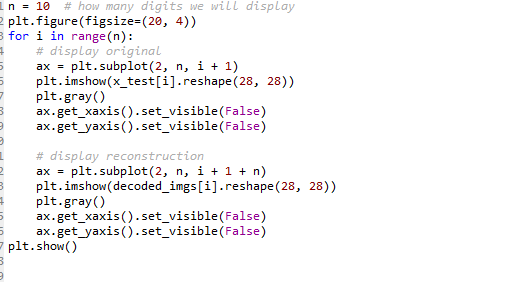 1 n = 10  # how many digits we will display
2 plt.figure(figsize=(20, 4))
3 for i in range(n):
4     # display original
5     ax = plt.subplot(2, n, i + 1)
6     plt.imshow(x_test[i].reshape(28, 28))
7     plt.gray()
8     ax.get_xaxis().set_visible(False)
9     ax.get_yaxis().set_visible(False)
0
1     # display reconstruction
2     ax = plt.subplot(2, n, i + 1 + n)
3     plt.imshow(decoded_imgs[i].reshape(28, 28))
4     plt.gray()
5     ax.get_xaxis().set_visible(False)
6     ax.get_yaxis().set_visible(False)
7 plt.show()
8
9